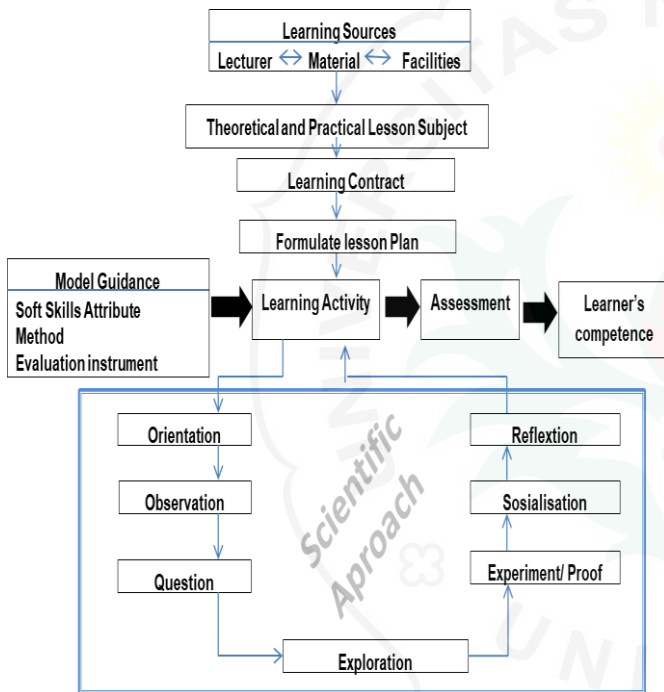 Learning Sources
Lecturer Material Facilities
Theoretical and Practical Lesson Subject
Learning Contract
Formulate lesson Plan
Model Guidance
Soft Skills Attribute
Method
Evaluation instrument
Learning Activity
Assessment
Learner's
competence
Orientation
Observation
Question
Exploration
Experiment/ Proof
Sosialisation
Reflextion
Scientific
Aproach
UNIVERSITAS
UNI